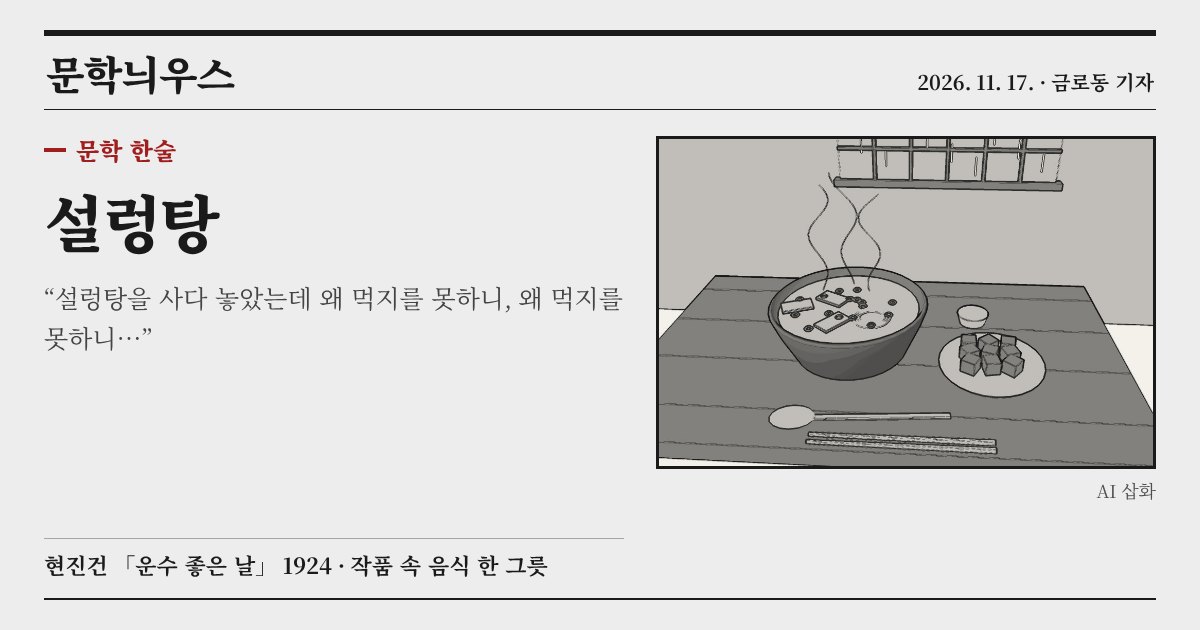 문학늬우스
2026. 11. 17. · 금로동 기자
문학 한술
설렁탕
“설렁탕을 사다 놓았는데 왜 먹지를 못하니, 왜 먹지를
못하니…”
AI 삽화
현진건 「운수 좋은 날」 1924 · 작품 속 음식 한 그릇